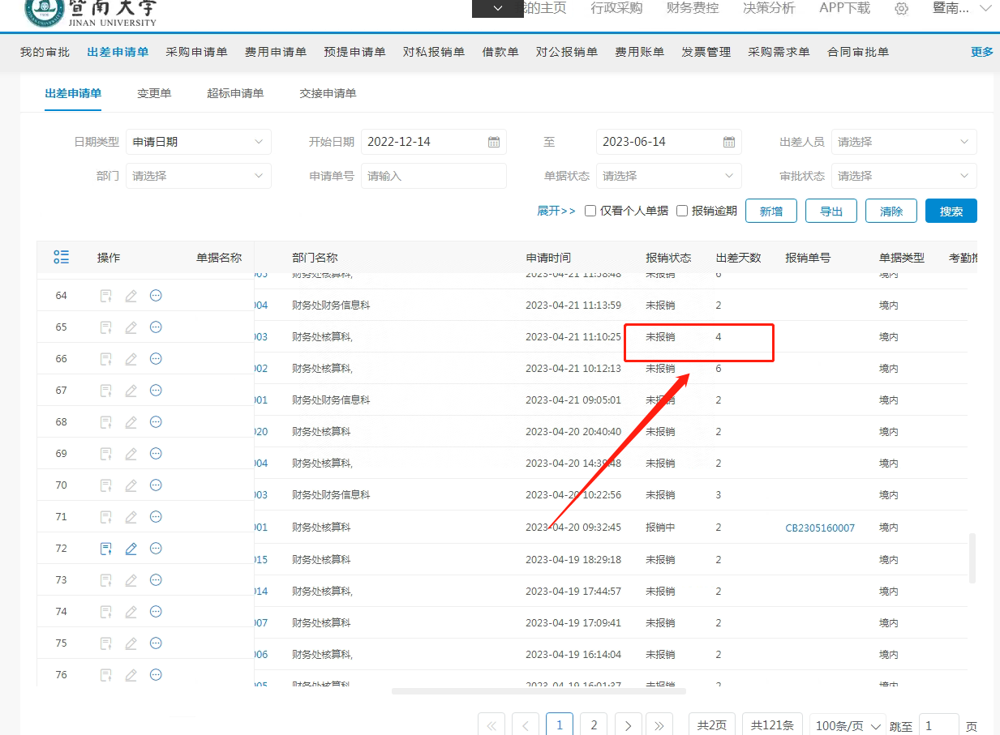 暨南大学
JINAN UNIVERSITY
的主页 行政采购 财务费控 决策分析 APP下载 暨南...
我的审批 出差申请单 采购申请单 费用申请单 预提申请单 对私报销单 借款单 对公报销单 费用账单 发票管理 采购需求单 合同审批单 更多
出差申请单 变更单 超标申请单 交接申请单
日期类型 申请日期 开始日期 2022-12-14 至 2023-06-14 出差人员 请选择
部门 请选择 申请单号 请输入 单据状态 请选择 审批状态 请选择
展开>> 仅看个人单据 报销逾期 新增 导出 清除 搜索
操作 单据名称 部门名称 申请时间 报销状态 出差天数 报销单号 单据类型 考勤
005 财务处核算科, 2023-04-21 11:38:48 未报销 6 境内
64 004 财务处财务信息科 2023-04-21 11:13:59 未报销 2 境内
65 003 财务处核算科, 2023-04-21 11:10:25 未报销 4 境内
66 002 财务处核算科, 2023-04-21 10:12:13 未报销 6 境内
67 001 财务处财务信息科 2023-04-21 09:05:01 未报销 2 境内
68 020 财务处核算科 2023-04-20 20:40:40 未报销 2 境内
69 004 财务处核算科, 2023-04-20 14:39:48 未报销 2 境内
70 003 财务处财务信息科 2023-04-20 10:22:56 未报销 3 境内
71 001 财务处核算科 2023-04-20 09:32:45 报销中 2 CB2305160007 境内
72 015 财务处核算科 2023-04-19 18:29:18 未报销 2 境内
73 014 财务处核算科, 2023-04-19 17:44:57 未报销 2 境内
74 007 财务处核算科 2023-04-19 17:09:41 未报销 2 境内
75 006 财务处核算科, 2023-04-19 16:14:04 未报销 2 境内
76 005 财务处核算科 2023-04-19 16:01:37 未报销 2 境内
1 2 共2页 共121条 100条/页 跳至 1 页